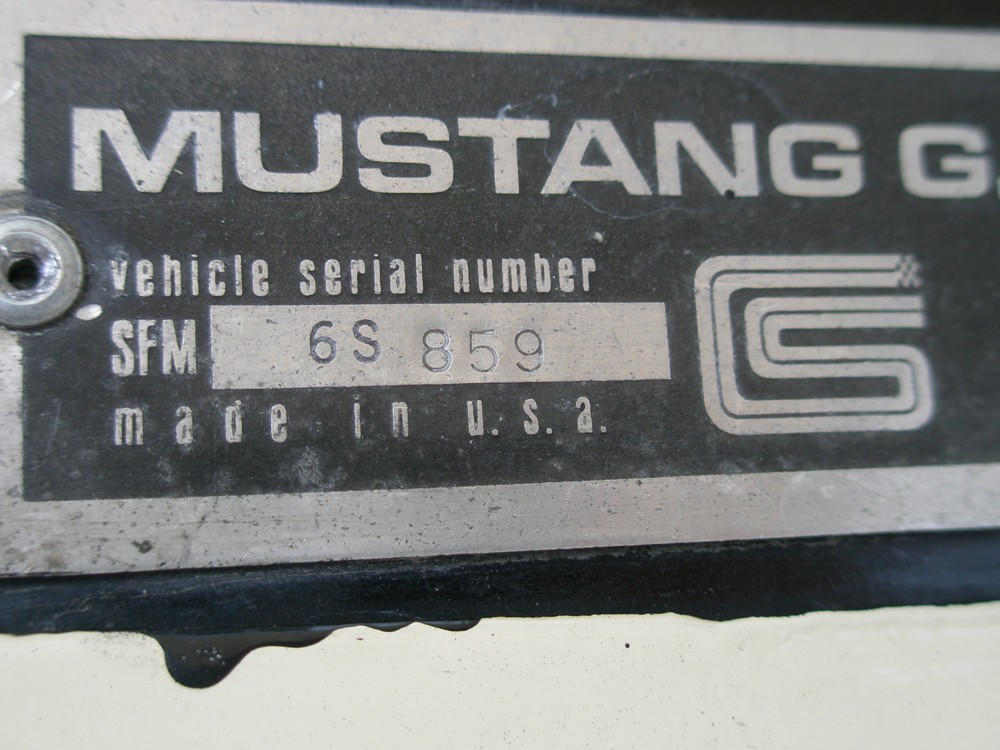 MUSTANG G.
vehicle serial number
SFM 6S 859
made in U.S.a.